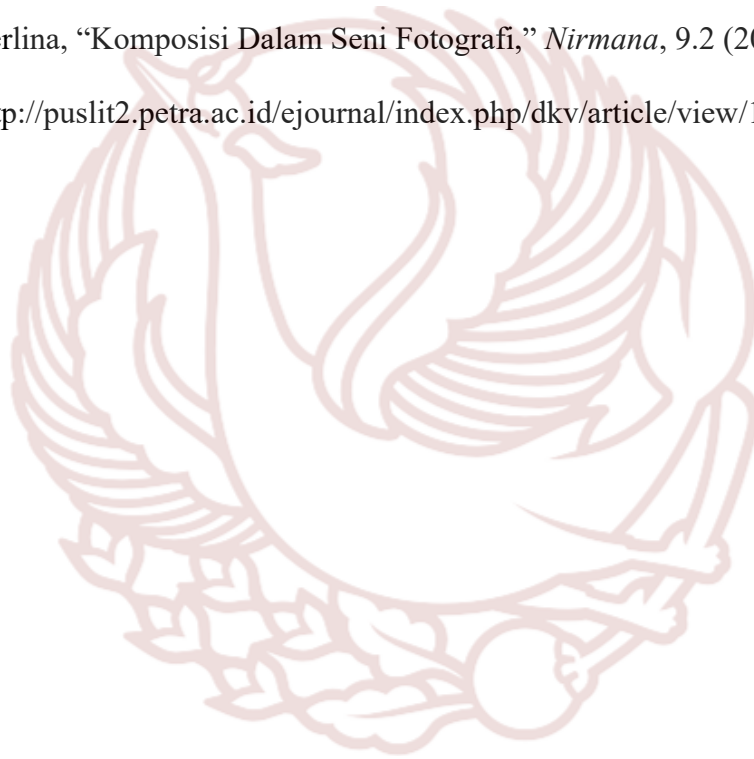 erlina, “Komposisi Dalam Seni Fotografi,” Nirmana, 9.2 (20
tp://puslit2.petra.ac.id/ejournal/index.php/dkv/article/view/1